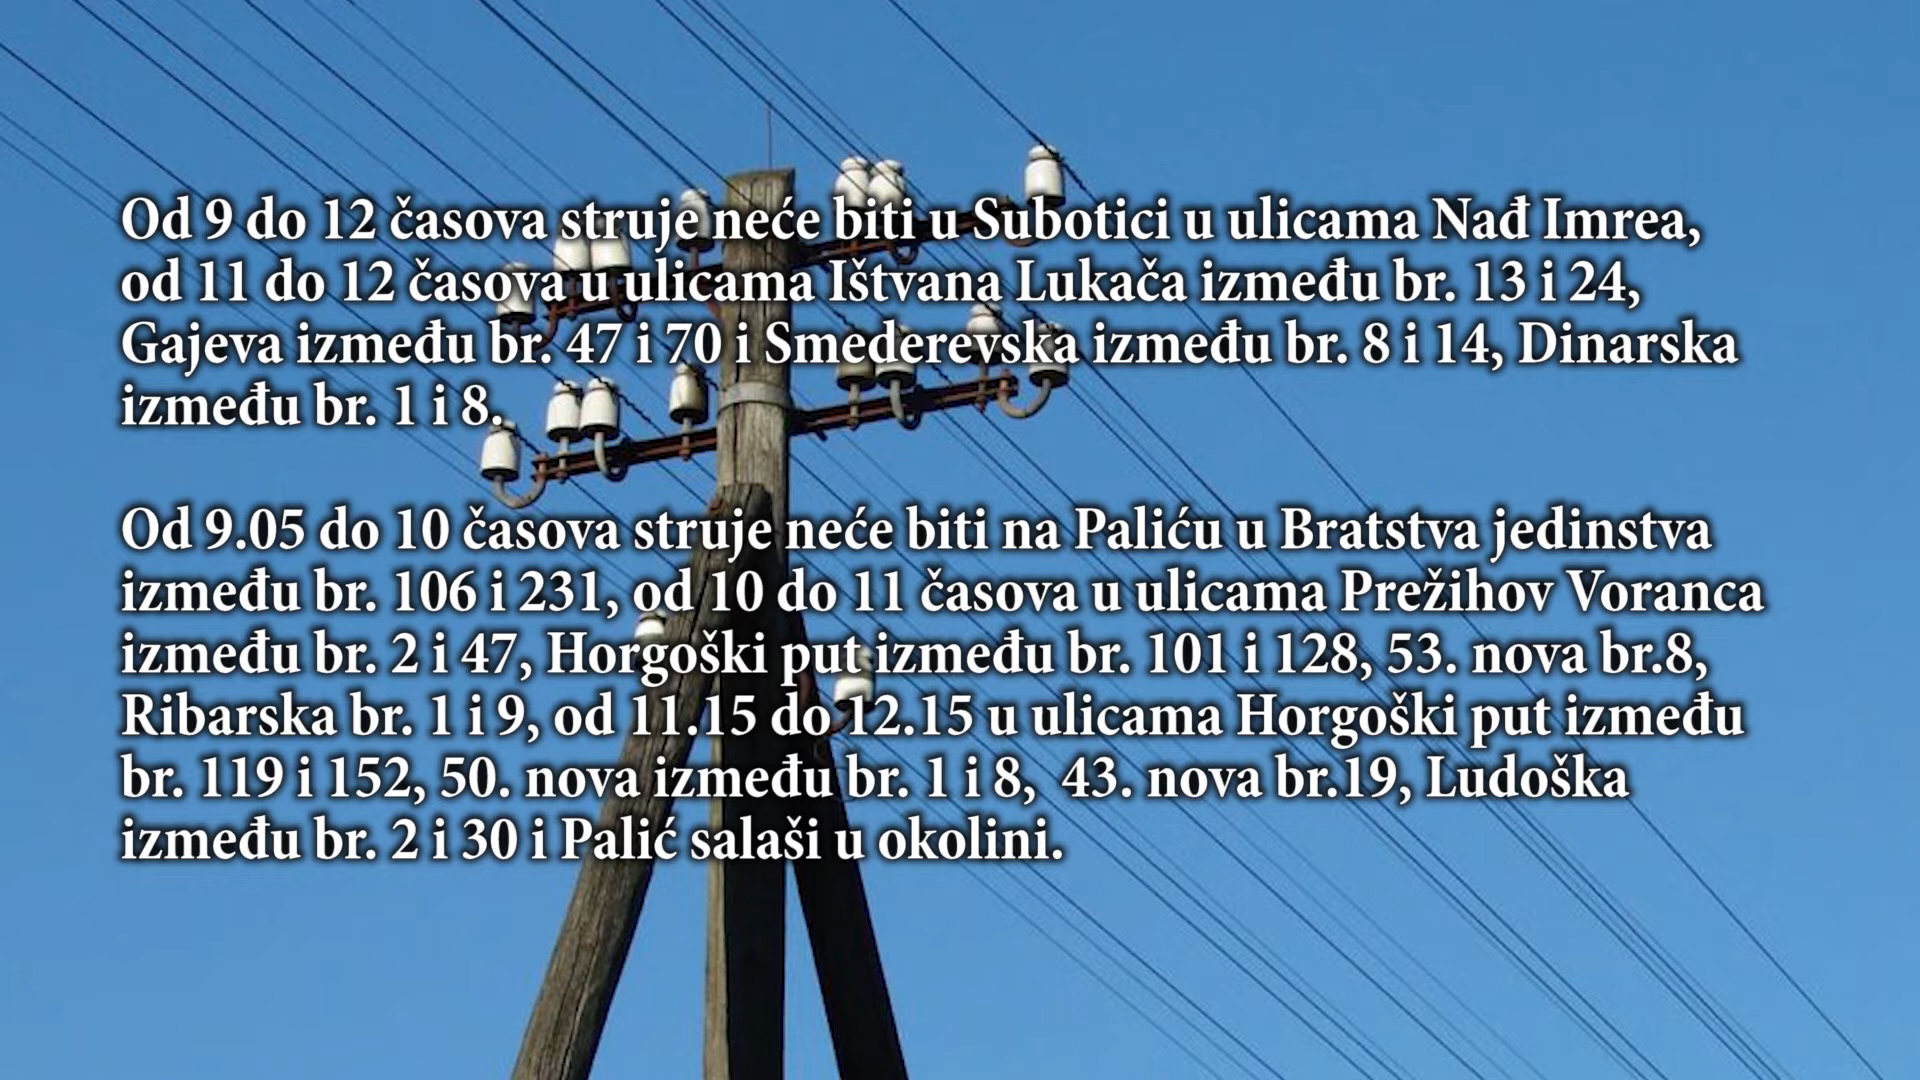 Od 9 do 12 časova struje neće biti u Subotici u ulicama Nađ Imrea,
od 11 do 12 časova u ulicama Ištvana Lukača između br. 13 i 24,
Gajeva između br. 47 i 70 i Smederevska između br. 8 i 14, Dinarska
između br. 1 i 8.
Od 9.05 do 10 časova struje neće biti na Paliću u Bratstva jedinstva
između br. 106 i 231, od 10 do 11 časova u ulicama Prežihov Voranca
između br. 2 i 47, Horgoški put između br. 101 i 128, 53. nova br.8,
Ribarska br. 1 i 9, od 11.15 do 12.15 u ulicama Horgoški put između
br. 119 i 152, 50. nova između br. 1 i 8,  43. nova br.19, Ludoška
između br. 2 i 30 i Palić salaši u okolini.